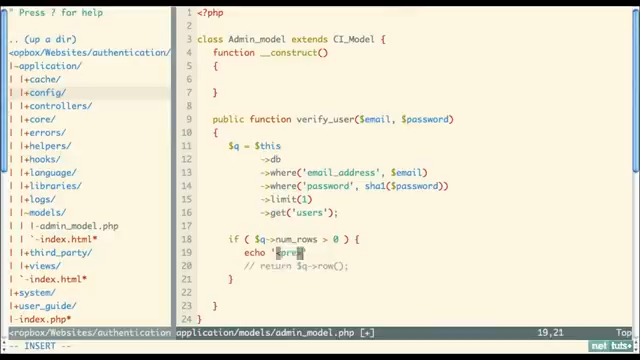 " Press ? for help
.. (up a dir)
<opbox/Websites/authentication/
|~application/
| |+cache/
| |+config/
| |+controllers/
| |+core/
| |+errors/
| |+helpers/
| |+hooks/
| |+language/
| |+libraries/
| |+logs/
| |~models/
| | |-admin_model.php
| | `-index.html*
| |+third_party/
| |+views/
| `-index.html*
|+system/
|+user_guide/
|-index.php*
<ropbox/Websites/authentication
-- INSERT --
1 <?php
2
3 class Admin_model extends CI_Model {
4 function __construct()
5 {
6
7 }
8
9 public function verify_user($email, $password)
10 {
11 $q = $this
12 ->db
13 ->where('email_address', $email)
14 ->where('password', sha1($password))
15 ->limit(1)
16 ->get('users');
17
18 if ( $q->num_rows > 0 ) {
19 echo '<pre>'
20 // return $q->row();
21 }
22
23 }
24 }
application/models/admin_model.php [+] 19,21 Top
net tuts+